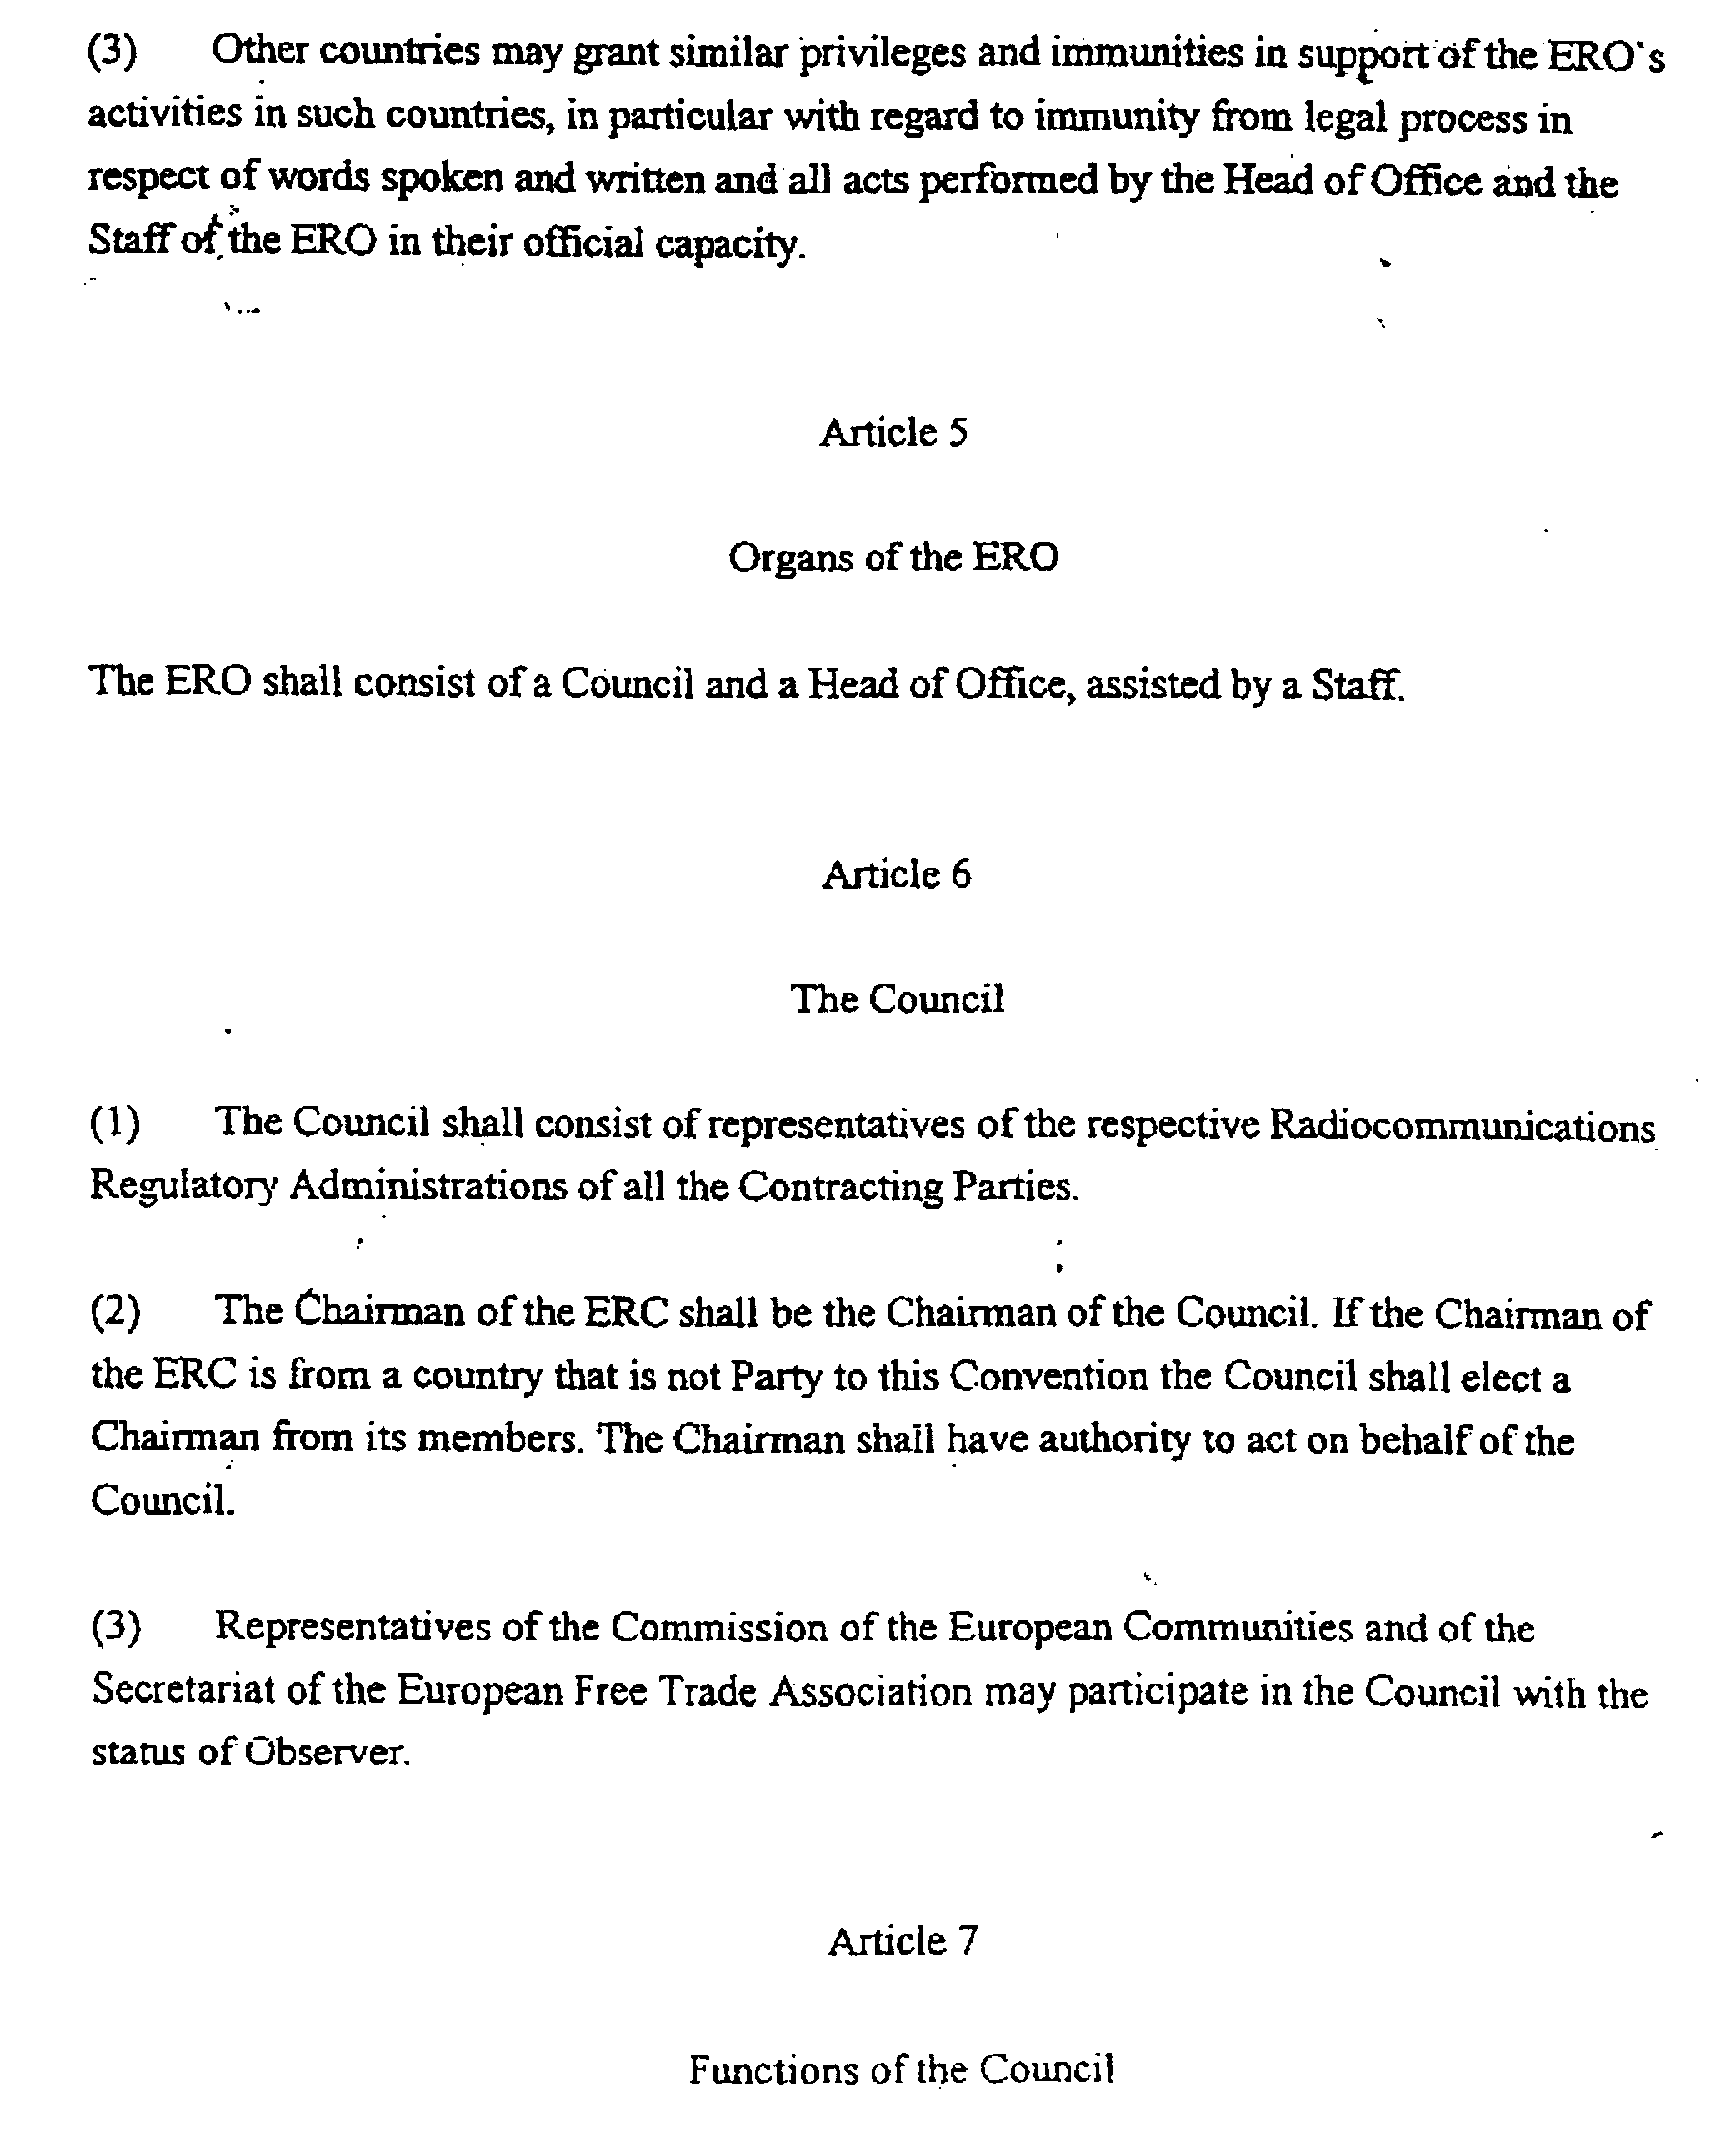 (3) Other countries may grant similar privileges and immunities in support of the ERO's
activities in such countries, in particular with regard to immunity from legal process in
respect of words spoken and written and all acts performed by the Head of Office and the
Staff of the ERO in their official capacity.
Article 5
Organs of the ERO
The ERO shall consist of a Council and a Head of Office, assisted by a Staff.
Article 6
The Council
(1) The Council shall consist of representatives of the respective Radiocommunications
Regulatory Administrations of all the Contracting Parties.
(2) The Chairman of the ERC shall be the Chairman of the Council. If the Chairman of
the ERC is from a country that is not Party to this Convention the Council shall elect a
Chairman from its members. The Chairman shall have authority to act on behalf of the
Council.
(3) Representatives of the Commission of the European Communities and of the
Secretariat of the European Free Trade Association may participate in the Council with the
status of Observer.
Article 7
Functions of the Council